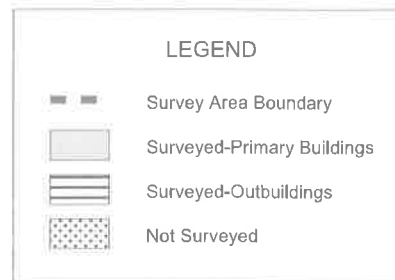 LEGEND
Survey Area Boundary
Surveyed-Primary Buildings
Surveyed-Outbuildings
Not Surveyed